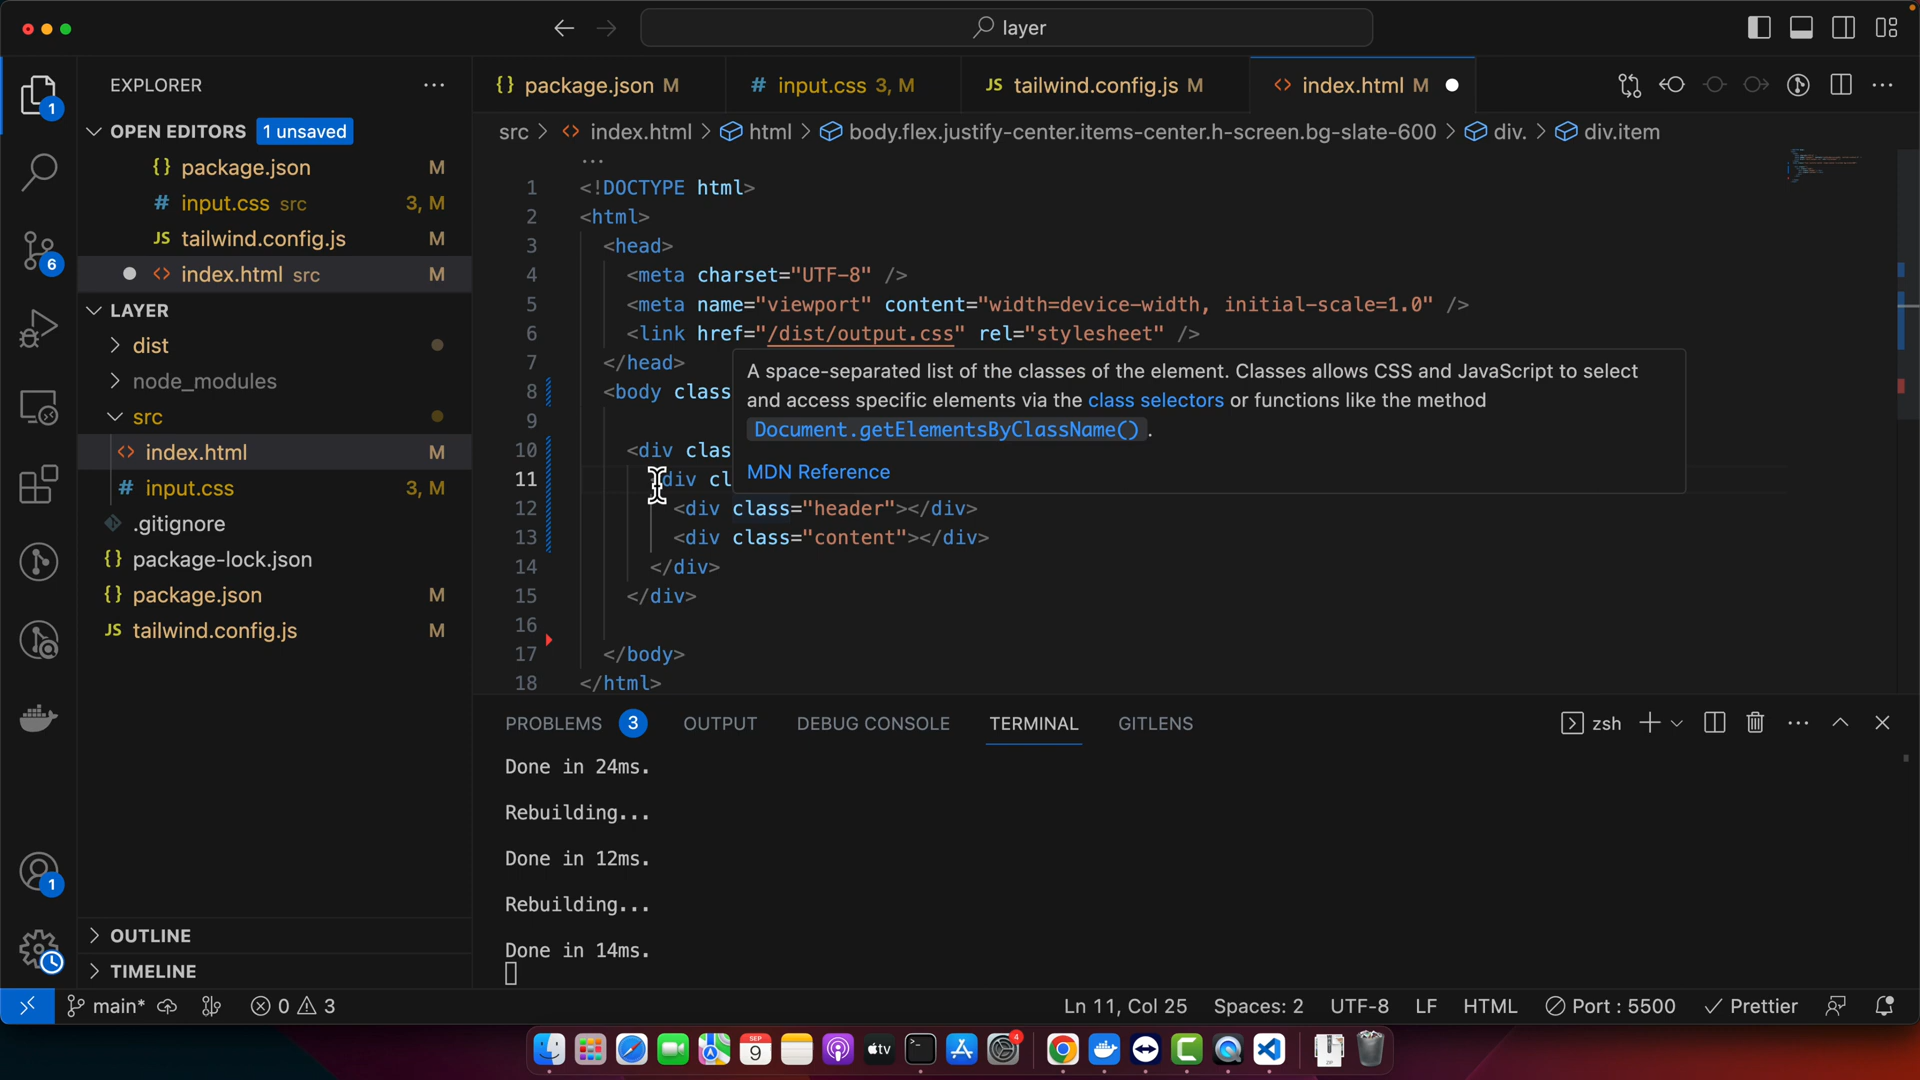 layer
EXPLORER
OPEN EDITORS 1 unsaved
{} package.json M
# input.css src 3, M
JS tailwind.config.js M
<> index.html src M
LAYER
dist
node_modules
src
<> index.html M
# input.css 3, M
.gitignore
{} package-lock.json
{} package.json M
JS tailwind.config.js M
OUTLINE
TIMELINE
1
6
1
{} package.json M
# input.css 3, M
JS tailwind.config.js M
<> index.html M
src > <> index.html > html > body.flex.justify-center.items-center.h-screen.bg-slate-600 > div. > div.item
...
1 <!DOCTYPE html>
2 <html>
3 <head>
4 <meta charset="UTF-8" />
5 <meta name="viewport" content="width=device-width, initial-scale=1.0" />
6 <link href="/dist/output.css" rel="stylesheet" />
7 </head>
8 <body class
9
10 <div clas
11 div cl
12 <div class="header"></div>
13 <div class="content"></div>
14 </div>
15 </div>
16
17 </body>
18 </html>
A space-separated list of the classes of the element. Classes allows CSS and JavaScript to select
and access specific elements via the class selectors or functions like the method
Document.getElementsByClassName().
MDN Reference
PROBLEMS 3 OUTPUT DEBUG CONSOLE TERMINAL GITLENS
zsh
Done in 24ms.
Rebuilding...
Done in 12ms.
Rebuilding...
Done in 14ms.
main* 0 3 Ln 11, Col 25 Spaces: 2 UTF-8 LF HTML Port : 5500 Prettier
SEP
9
tv
4